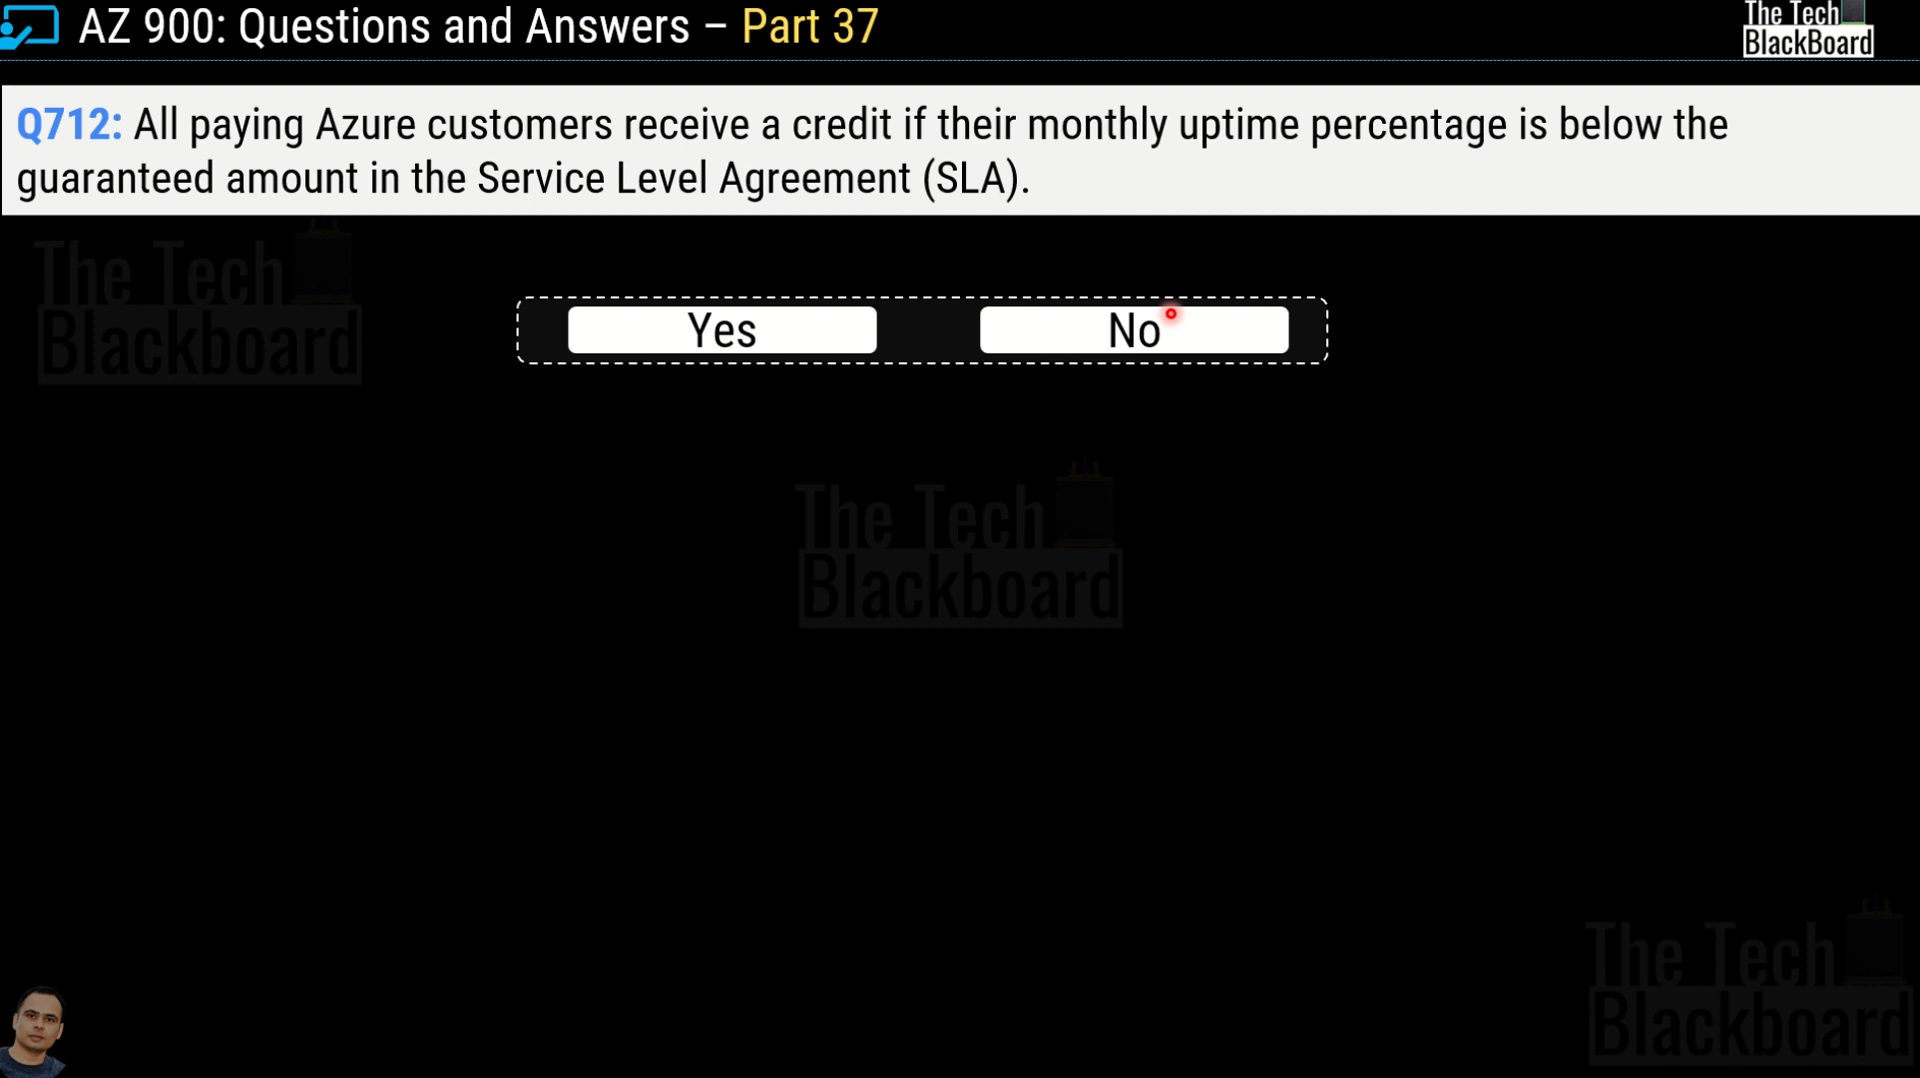 AZ 900: Questions and Answers – Part 37
The Tech
BlackBoard
Q712: All paying Azure customers receive a credit if their monthly uptime percentage is below the
guaranteed amount in the Service Level Agreement (SLA).
The Tech
Blackboard
Yes
No
The Tech
Blackboard
The Tech
Blackboard